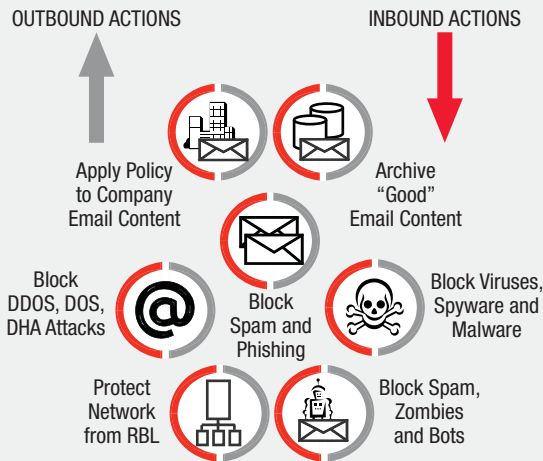 OUTBOUND ACTIONS
INBOUND ACTIONS
Apply Policy
to Company
Email Content
Archive
“Good”
Email Content
Block
DDOS, DOS,
DHA Attacks
Block
Spam and
Phishing
Block Viruses,
Spyware and
Malware
Protect
Network
from RBL
Block Spam,
Zombies
and Bots
@